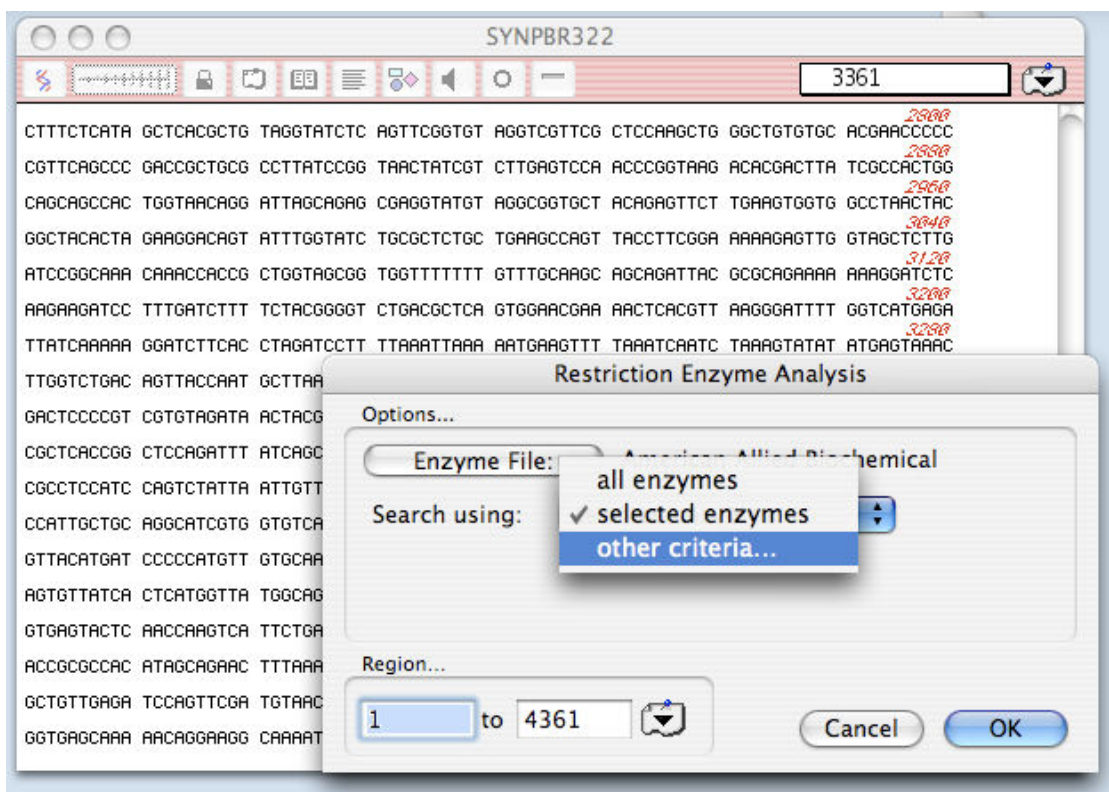 SYNPBR322
3361
2800
CTTTCTCATA GCTCACGCTG TAGGTATCTC AGTTCGGTGT AGGTCGTTCG CTCCAAGCTG GGCTGTGTGC ACGAACCCCC
2880
CGTTCAGCCC GACCGCTGCG CCTTATCCGG TAACTATCGT CTTGAGTCCA ACCCGGTAAG ACACGACTTA TCGCCACTGG
2960
CAGCAGCCAC TGGTAACAGG ATTAGCAGAG CGAGGTATGT AGGCGGTGCT ACAGAGTTCT TGAAGTGGTG GCCTAACTAC
3040
GGCTACACTA GAAGGACAGT ATTTGGTATC TGCGCTCTGC TGAAGCCAGT TACCTTCGGA AAAAGAGTTG GTAGCTCTTG
3120
ATCCGGCAAA CAAACCACCG CTGGTAGCGG TGGTTTTTTT GTTTGCAAGC AGCAGATTAC GCGCAGAAAA AAAGGATCTC
3200
AAGAAGATCC TTTGATCTTT TCTACGGGGT CTGACGCTCA GTGGAACGAA AACTCACGTT AAGGGATTTT GGTCATGAGA
3280
TTATCAAAAA GGATCTTCAC CTAGATCCTT TTAAATTAAA AATGAAGTTT TAAATCAATC TAAAGTATAT ATGAGTAAAC
TTGGTCTGAC AGTTACCAAT GCTTAA
GACTCCCCGT CGTGTAGATA ACTACG
CGCTCACCGG CTCCAGATTT ATCAGC
CGCCTCCATC CAGTCTATTA ATTGTT
CCATTGCTGC AGGCATCGTG GTGTCA
GTTACATGAT CCCCCATGTT GTGCAA
AGTGTTATCA CTCATGGTTA TGGCAG
GTGAGTACTC AACCAAGTCA TTCTGA
ACCGCGCCAC ATAGCAGAAC TTTAAA
GCTGTTGAGA TCCAGTTCGA TGTAAC
GGTGAGCAAA AACAGGAAGG CAAAAT
Restriction Enzyme Analysis
Options...
Enzyme File: American Allied Biochemical
all enzymes
Search using: ✓ selected enzymes
other criteria...
Region...
1 to 4361
Cancel OK